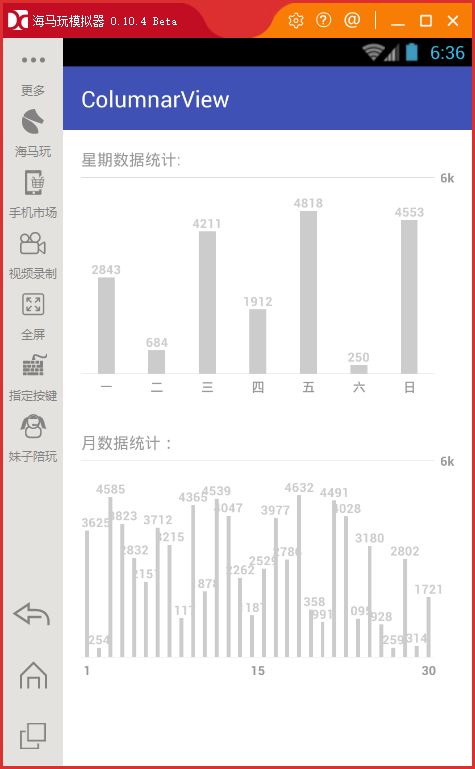 海马玩模拟器 0.10.4 Beta
6:36
更多
海马玩
手机市场
视频录制
全屏
指定按键
妹子陪玩
ColumnarView
星期数据统计:
6k
2843 684 4211 1912 4818 250 4553
一 二 三 四 五 六 日
月数据统计：
6k
3625 254 4585 3823 2832 3712 3215 4365 878 4539 4047 2262 2529 3977 2786 4632 358 991 4491 4028 3180 928 259 2802 314 1721
1 15 30